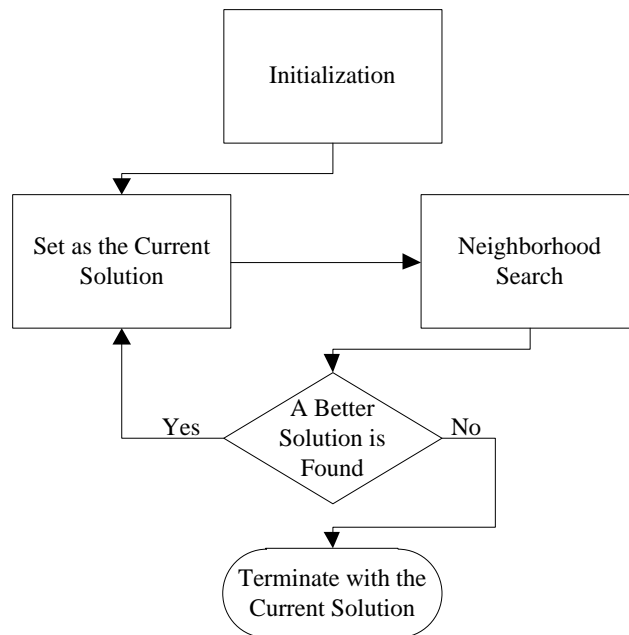 Initialization
Set as the Current
Solution
Neighborhood
Search
A Better
Solution is
Found
Yes
No
Terminate with the
Current Solution